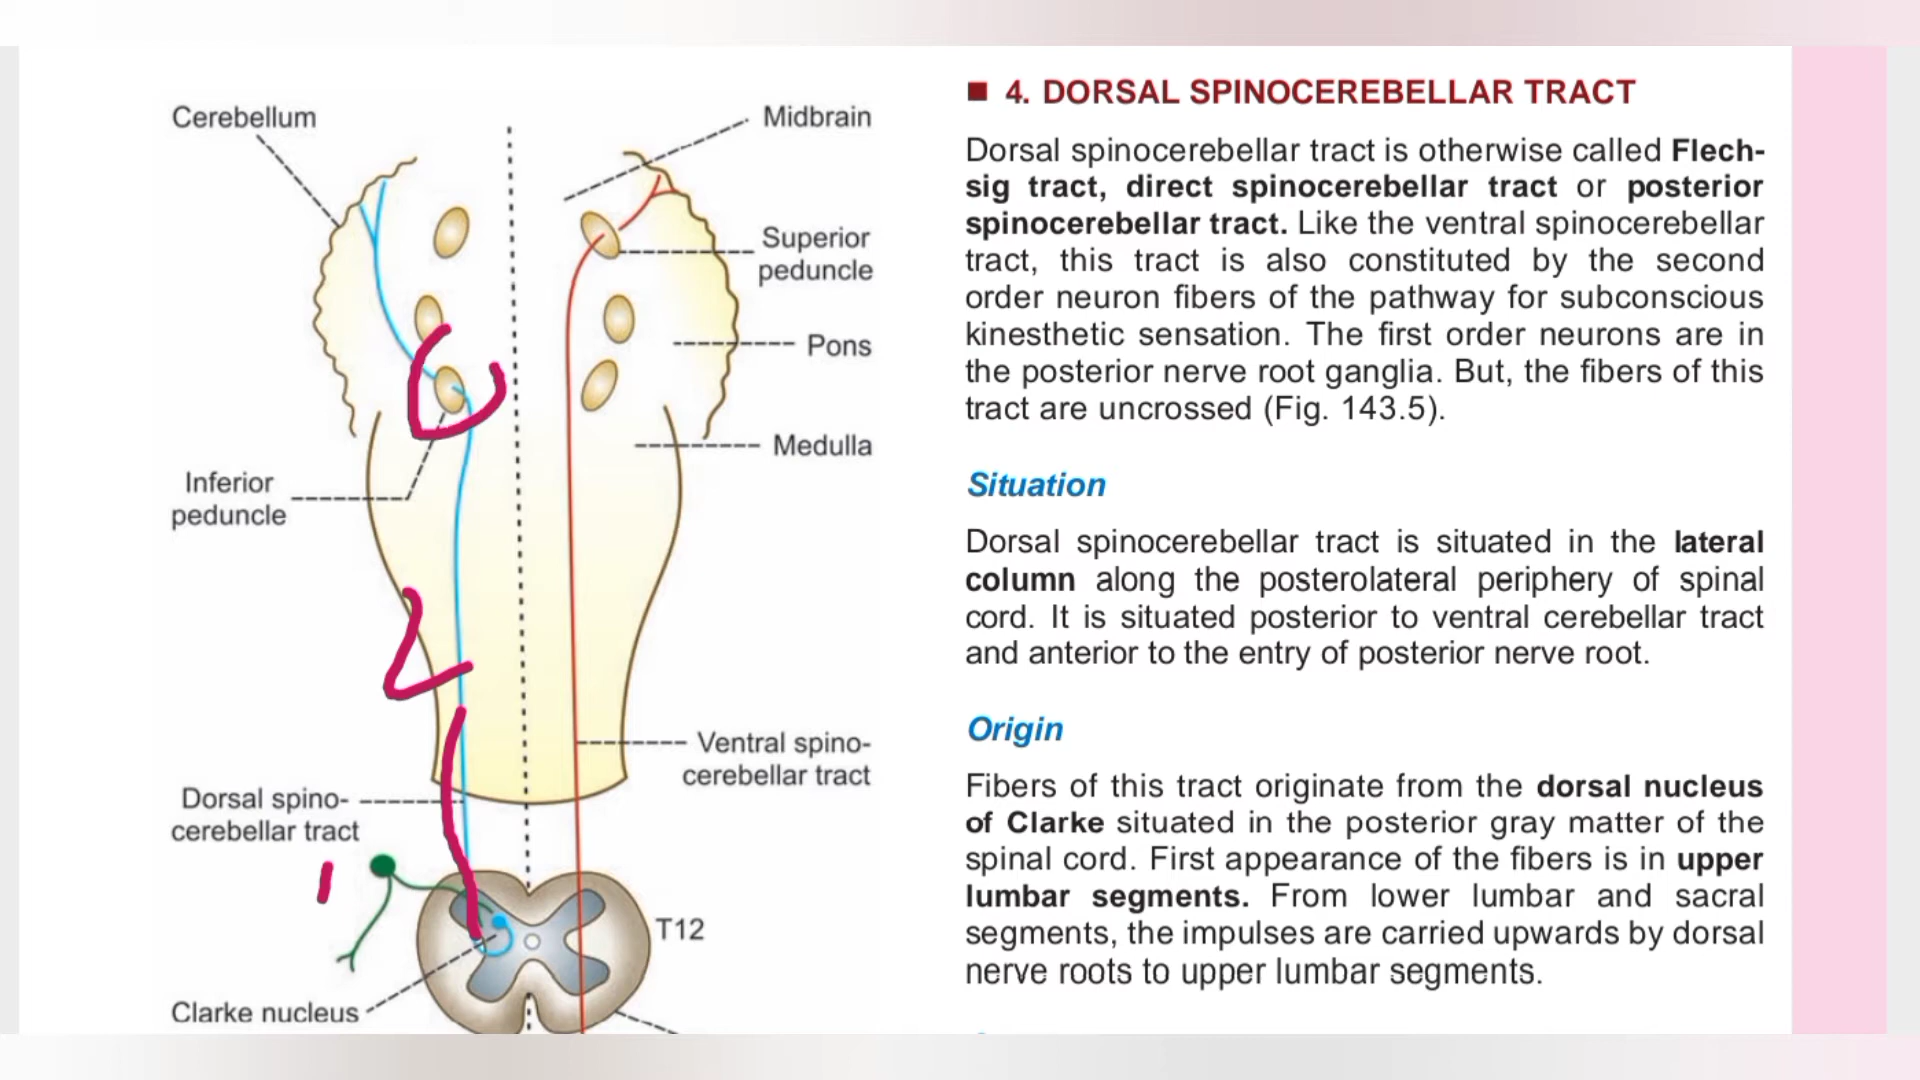 Cerebellum
Midbrain
Superior
peduncle
Pons
Medulla
Inferior
peduncle
Ventral spino-
cerebellar tract
Dorsal spino-
cerebellar tract
T12
Clarke nucleus
1
2
■ 4. DORSAL SPINOCEREBELLAR TRACT
Dorsal spinocerebellar tract is otherwise called Flech-
sig tract, direct spinocerebellar tract or posterior
spinocerebellar tract. Like the ventral spinocerebellar
tract, this tract is also constituted by the second
order neuron fibers of the pathway for subconscious
kinesthetic sensation. The first order neurons are in
the posterior nerve root ganglia. But, the fibers of this
tract are uncrossed (Fig. 143.5).
Situation
Dorsal spinocerebellar tract is situated in the lateral
column along the posterolateral periphery of spinal
cord. It is situated posterior to ventral cerebellar tract
and anterior to the entry of posterior nerve root.
Origin
Fibers of this tract originate from the dorsal nucleus
of Clarke situated in the posterior gray matter of the
spinal cord. First appearance of the fibers is in upper
lumbar segments. From lower lumbar and sacral
segments, the impulses are carried upwards by dorsal
nerve roots to upper lumbar segments.